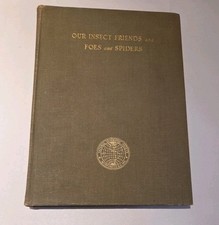 OUR INSECT FRIENDS AND
FOES AND SPIDERS